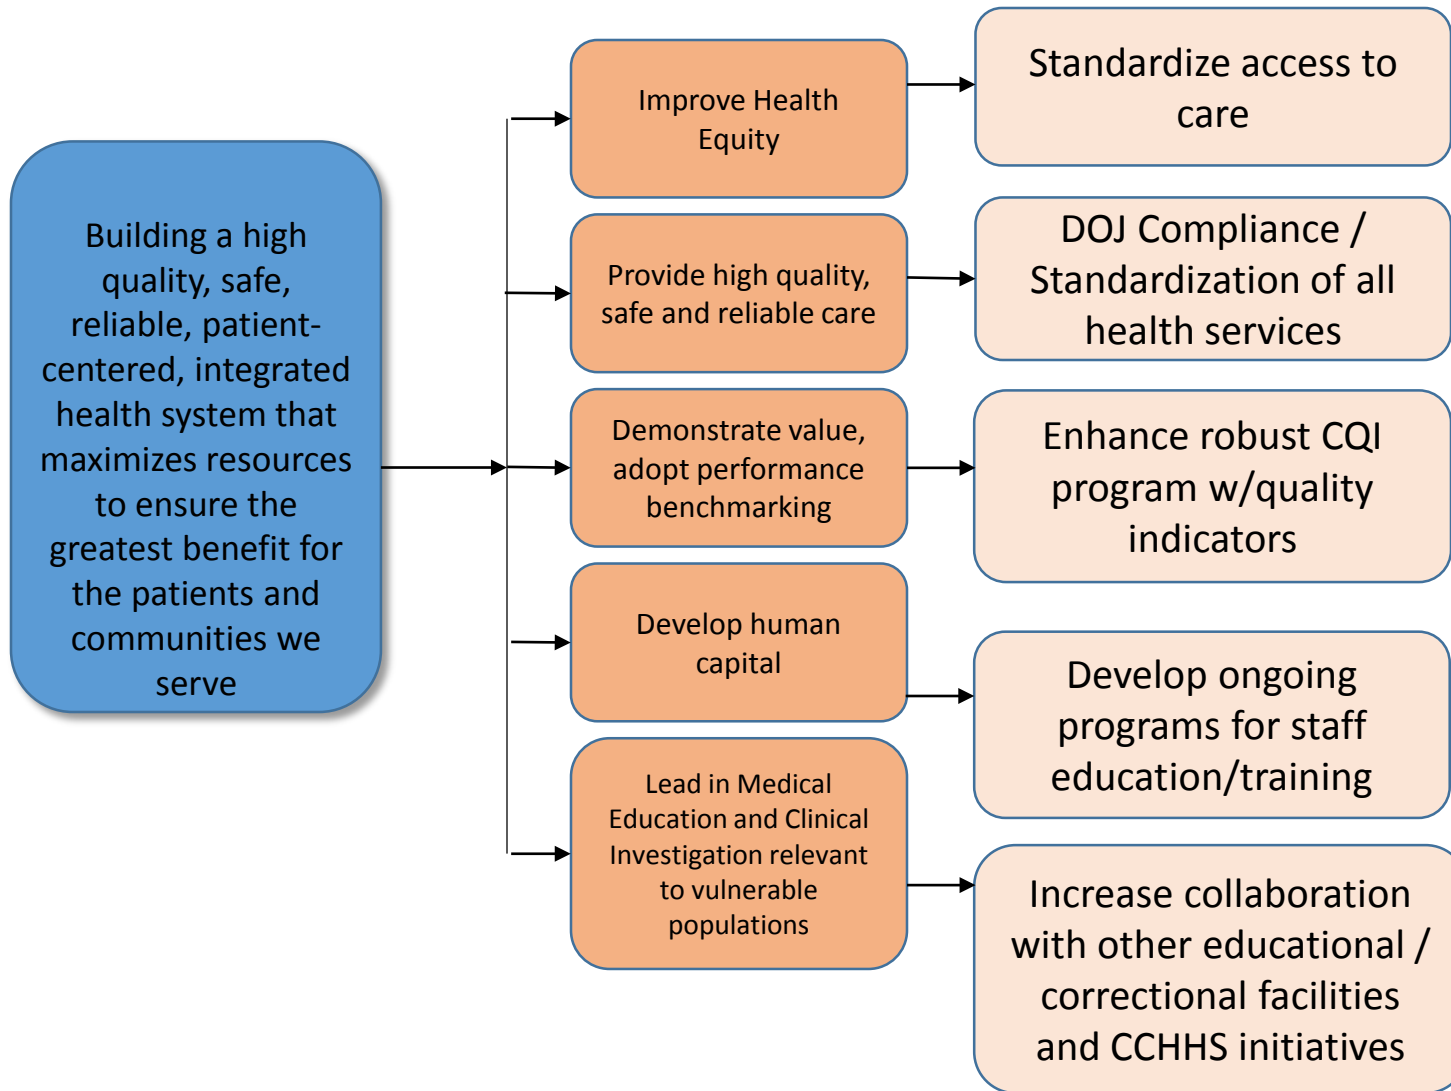 Building a high
quality, safe,
reliable, patient-
centered, integrated
health system that
maximizes resources
to ensure the
greatest benefit for
the patients and
communities we
serve
Improve Health
Equity
Standardize access to
care
Provide high quality,
safe and reliable care
DOJ Compliance /
Standardization of all
health services
Demonstrate value,
adopt performance
benchmarking
Enhance robust CQI
program w/quality
indicators
Develop human
capital
Develop ongoing
programs for staff
education/training
Lead in Medical
Education and Clinical
Investigation relevant
to vulnerable
populations
Increase collaboration
with other educational /
correctional facilities
and CCHHS initiatives